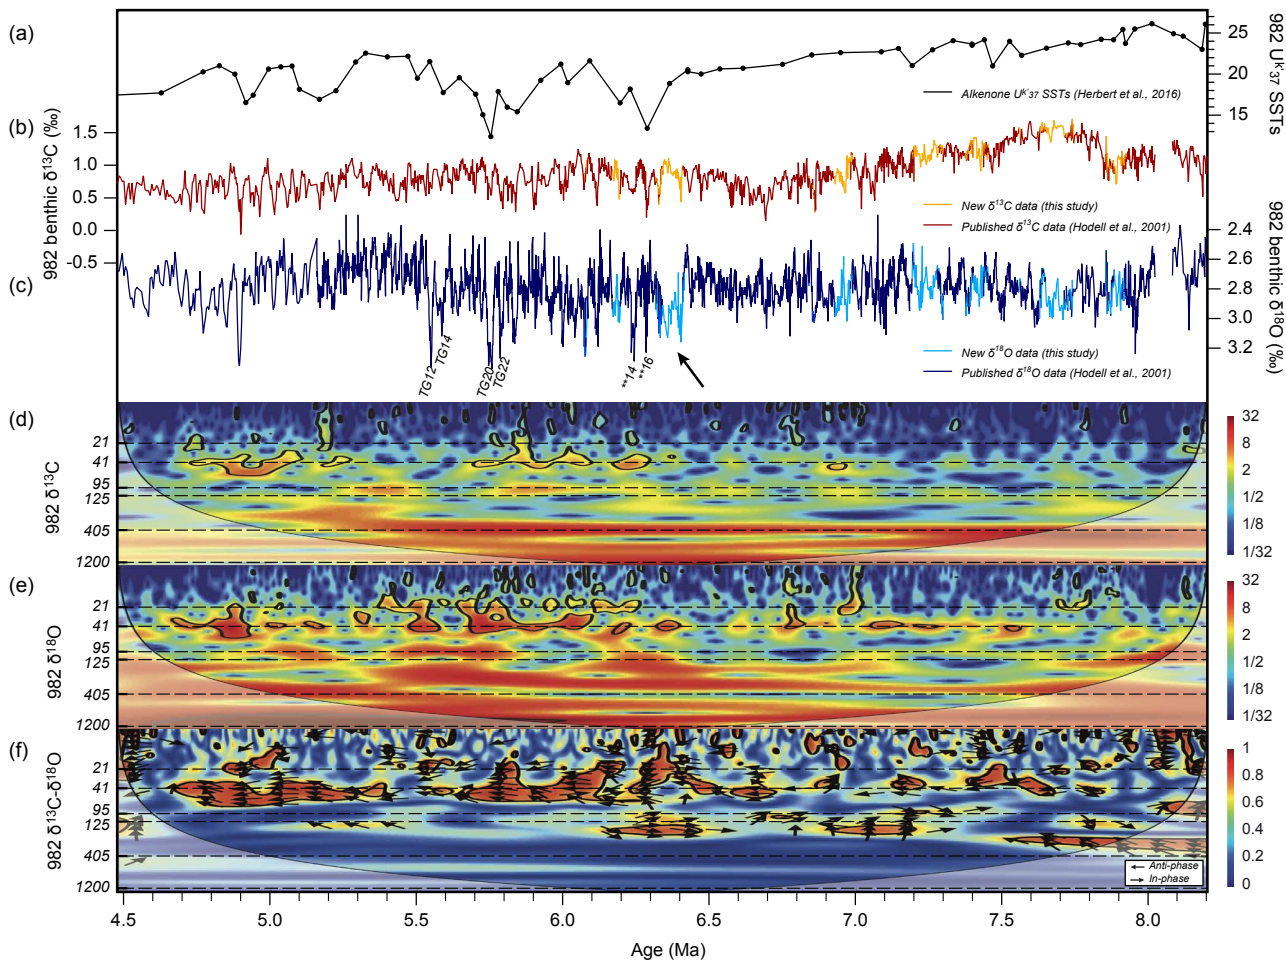 (a)
25
20
15
982 Uᵏ'₃₇ SSTs
Alkenone Uᵏ'₃₇ SSTs (Herbert et al., 2016)
(b)
982 benthic δ¹³C (‰)
1.5
1.0
0.5
0.0
-0.5
New δ¹³C data (this study)
Published δ¹³C data (Hodell et al., 2001)
(c)
2.4
2.6
2.8
3.0
3.2
982 benthic δ¹⁸O (‰)
TG12
TG14
TG20
TG22
**14
**16
New δ¹⁸O data (this study)
Published δ¹⁸O data (Hodell et al., 2001)
(d)
982 δ¹³C
21
41
95
125
405
1200
32
8
2
1/2
1/8
1/32
(e)
982 δ¹⁸O
21
41
95
125
405
1200
32
8
2
1/2
1/8
1/32
(f)
982 δ¹³C-δ¹⁸O
21
41
95
125
405
1200
1
0.8
0.6
0.4
0.2
0
Anti-phase
In-phase
4.5 5.0 5.5 6.0 6.5 7.0 7.5 8.0
Age (Ma)